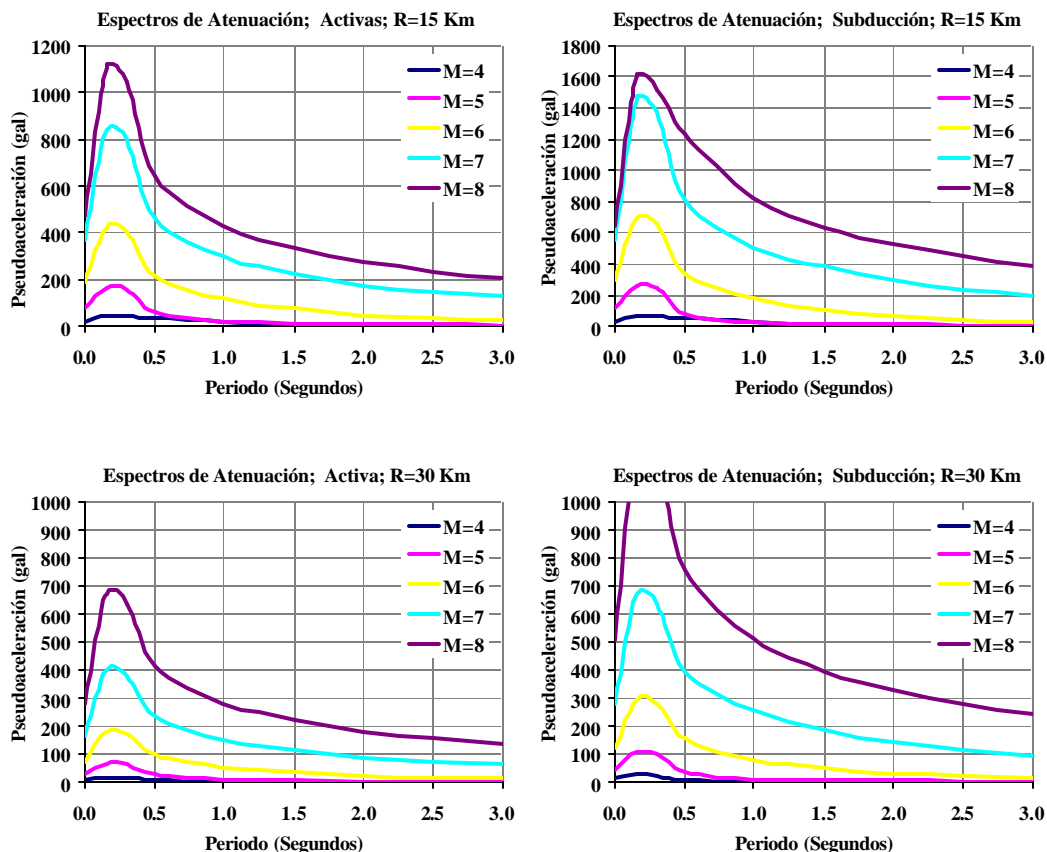 Espectros de Atenuación; Activas; R=15 Km
Pseudoaceleración (gal)
1200
1000
800
600
400
200
0
M=4
M=5
M=6
M=7
M=8
0.0 0.5 1.0 1.5 2.0 2.5 3.0
Periodo (Segundos)
Espectros de Atenuación; Subducción; R=15 Km
Pseudoaceleración (gal)
1800
1600
1400
1200
1000
800
600
400
200
0
M=4
M=5
M=6
M=7
M=8
0.0 0.5 1.0 1.5 2.0 2.5 3.0
Periodo (Segundos)
Espectros de Atenuación; Activa; R=30 Km
Pseudoaceleración (gal)
1000
900
800
700
600
500
400
300
200
100
0
M=4
M=5
M=6
M=7
M=8
0.0 0.5 1.0 1.5 2.0 2.5 3.0
Periodo (Segundos)
Espectros de Atenuación; Subducción; R=30 Km
Pseudoaceleración (gal)
1000
900
800
700
600
500
400
300
200
100
0
M=4
M=5
M=6
M=7
M=8
0.0 0.5 1.0 1.5 2.0 2.5 3.0
Periodo (Segundos)